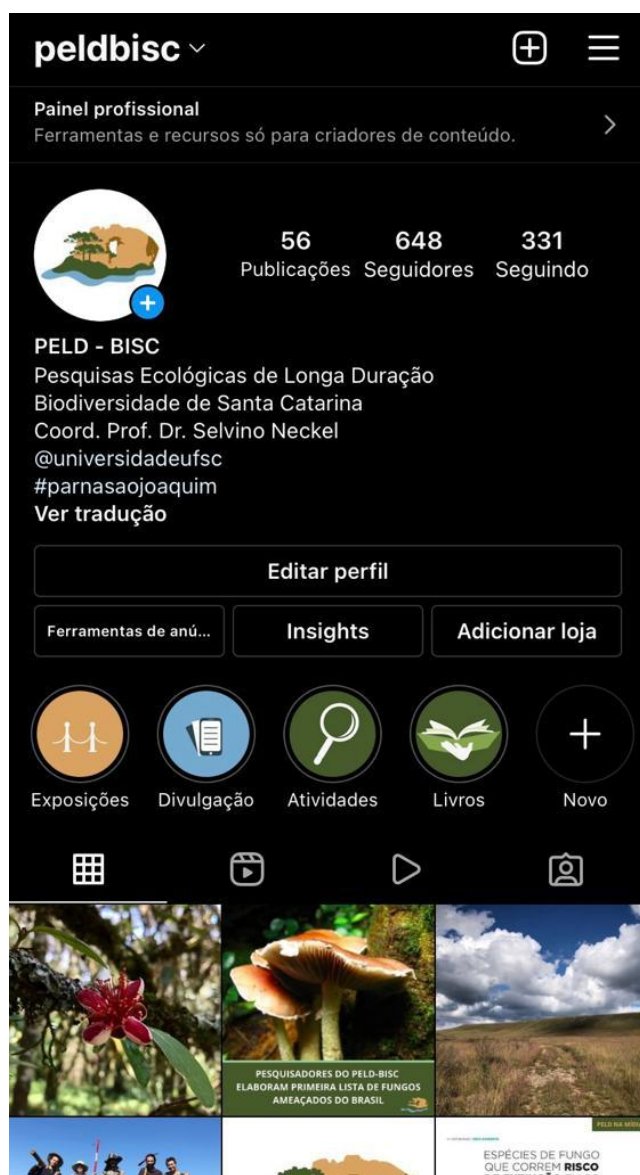 peldbisc
Painel profissional
Ferramentas e recursos só para criadores de conteúdo.
56
648
331
Publicações
Seguidores
Seguindo
PELD - BISC
Pesquisas Ecológicas de Longa Duração
Biodiversidade de Santa Catarina
Coord. Prof. Dr. Selvino Neckel
@universidadeufsc
#parnasaojoaquim
Ver tradução
Editar perfil
Ferramentas de anú...
Insights
Adicionar loja
Exposições
Divulgação
Atividades
Livros
Novo
PESQUISADORES DO PELD-BISC
ELABORAM PRIMEIRA LISTA DE FUNGOS
AMEAÇADOS DO BRASIL
PELD NA MÍDIA
ESPÉCIES DE FUNGO
QUE CORREM RISCO